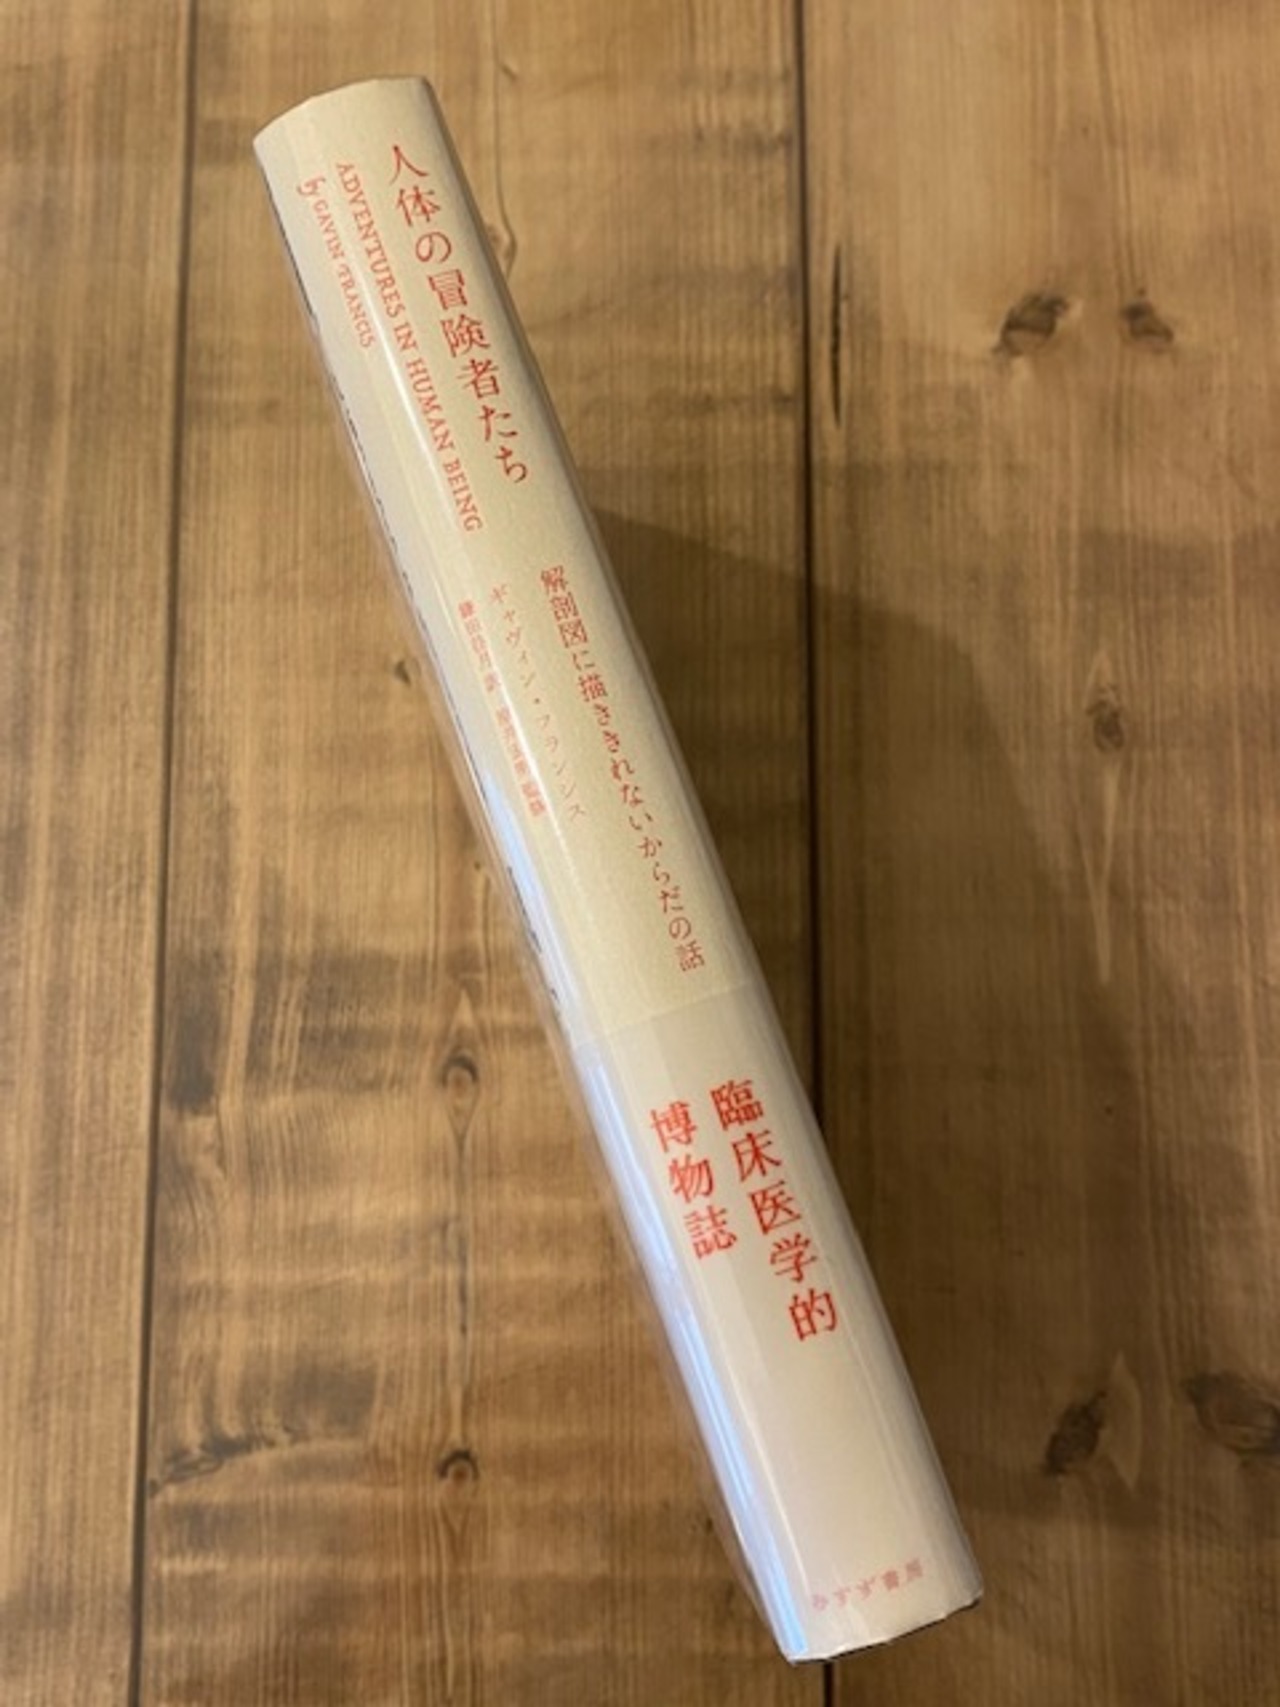 人体の冒険者たち
ADVENTURES IN HUMAN BEING
by GAVIN FRANCIS
解剖図に描ききれないからだの話
ギャヴィン・フランシス
臨床医学的
博物誌
みすず書房